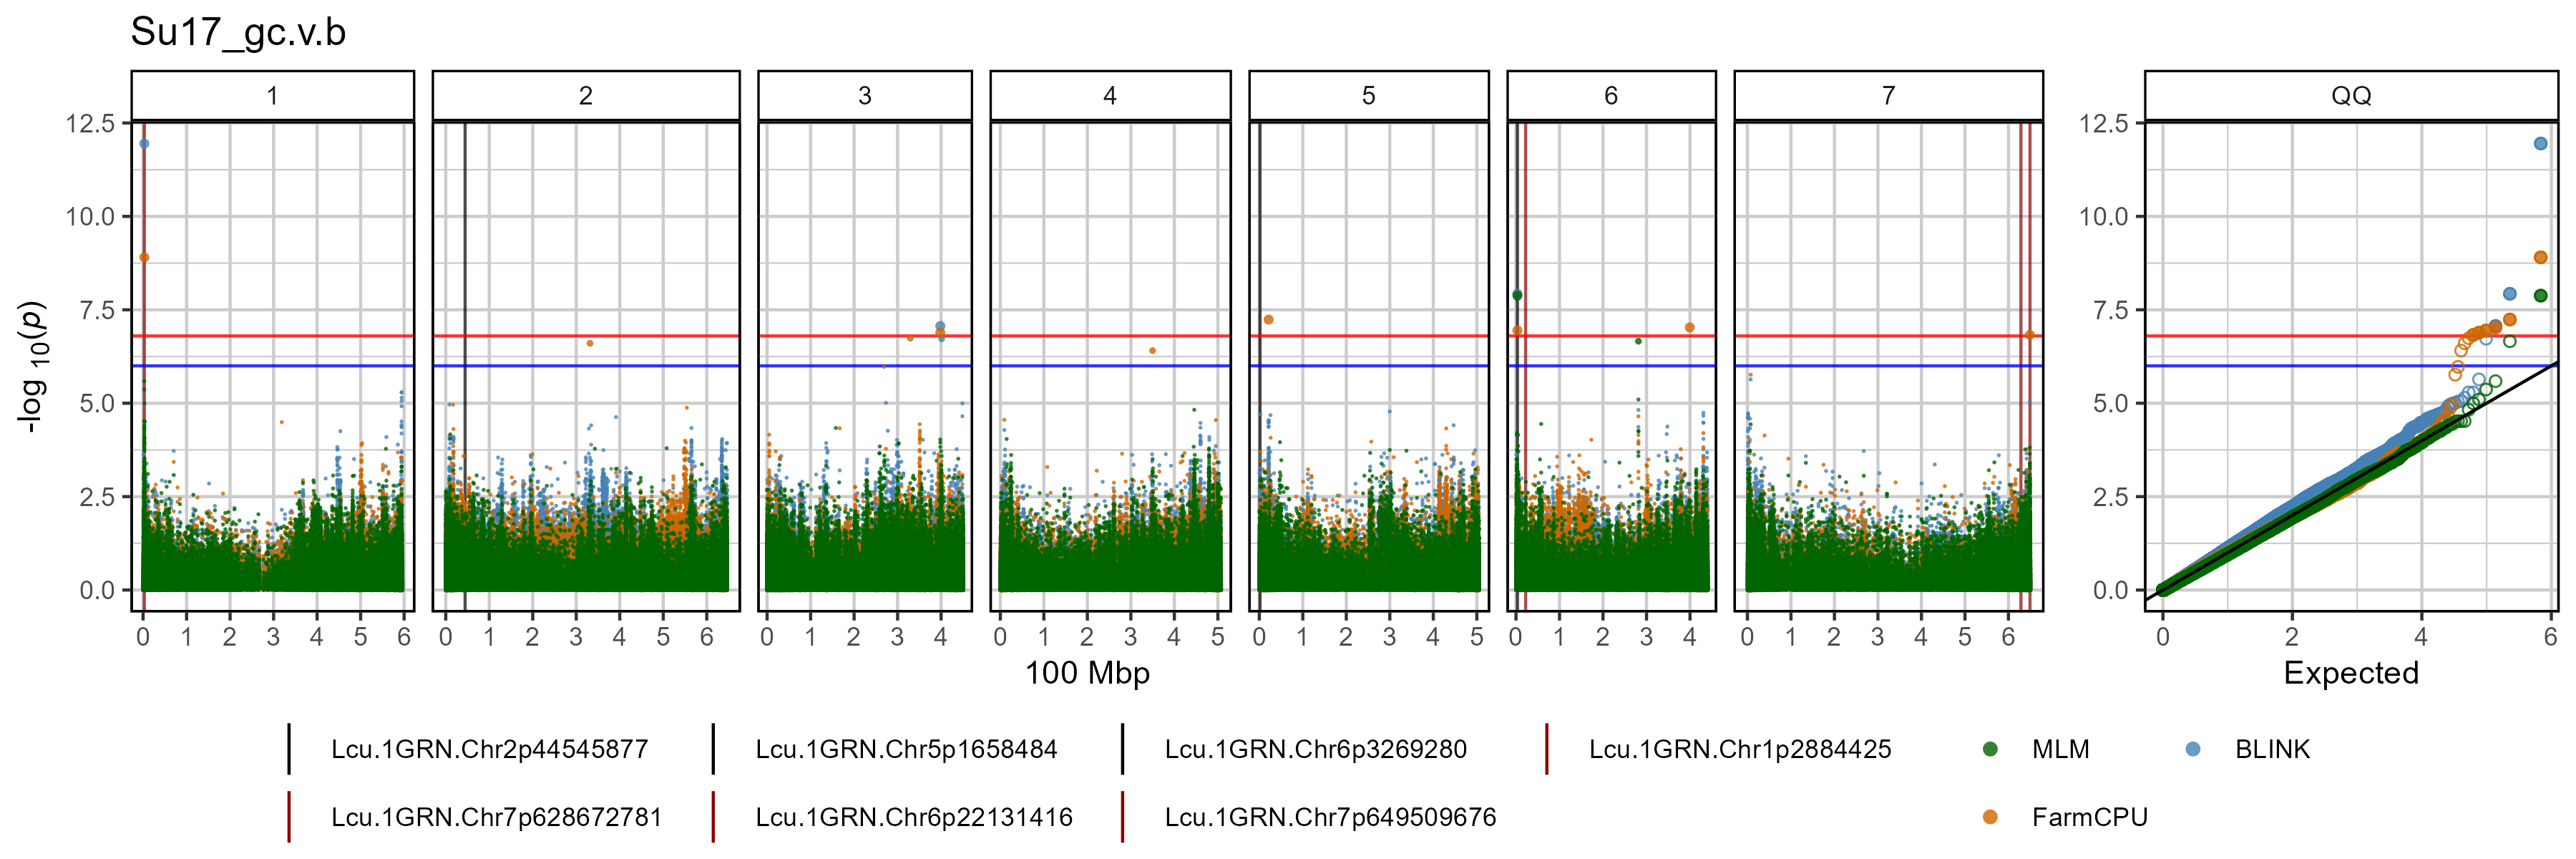 Su17_gc.v.b
1 2 3 4 5 6 7 QQ
12.5 12.5
10.0 10.0
7.5 7.5
5.0 5.0
2.5 2.5
0.0 0.0
-log 10(p)
0 1 2 3 4 5 6 0 1 2 3 4 5 6 0 1 2 3 4 0 1 2 3 4 5 0 1 2 3 4 5 0 1 2 3 4 0 1 2 3 4 5 6 0 2 4 6
100 Mbp Expected
Lcu.1GRN.Chr2p44545877 Lcu.1GRN.Chr5p1658484 Lcu.1GRN.Chr6p3269280 Lcu.1GRN.Chr1p2884425 MLM BLINK
Lcu.1GRN.Chr7p628672781 Lcu.1GRN.Chr6p22131416 Lcu.1GRN.Chr7p649509676 FarmCPU